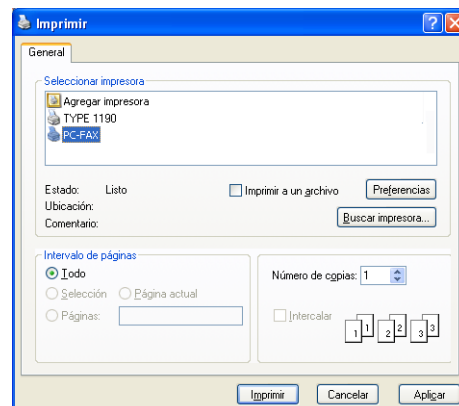 Imprimir
General
Seleccionar impresora
Agregar impresora
TYPE 1190
PC-FAX
Estado: Listo
Imprimir a un archivo
Preferencias
Ubicación:
Comentario:
Buscar impresora...
Intervalo de páginas
Todo
Selección Página actual
Páginas:
Número de copias: 1
Intercalar
1 1 2 2 3 3
Imprimir Cancelar Aplicar